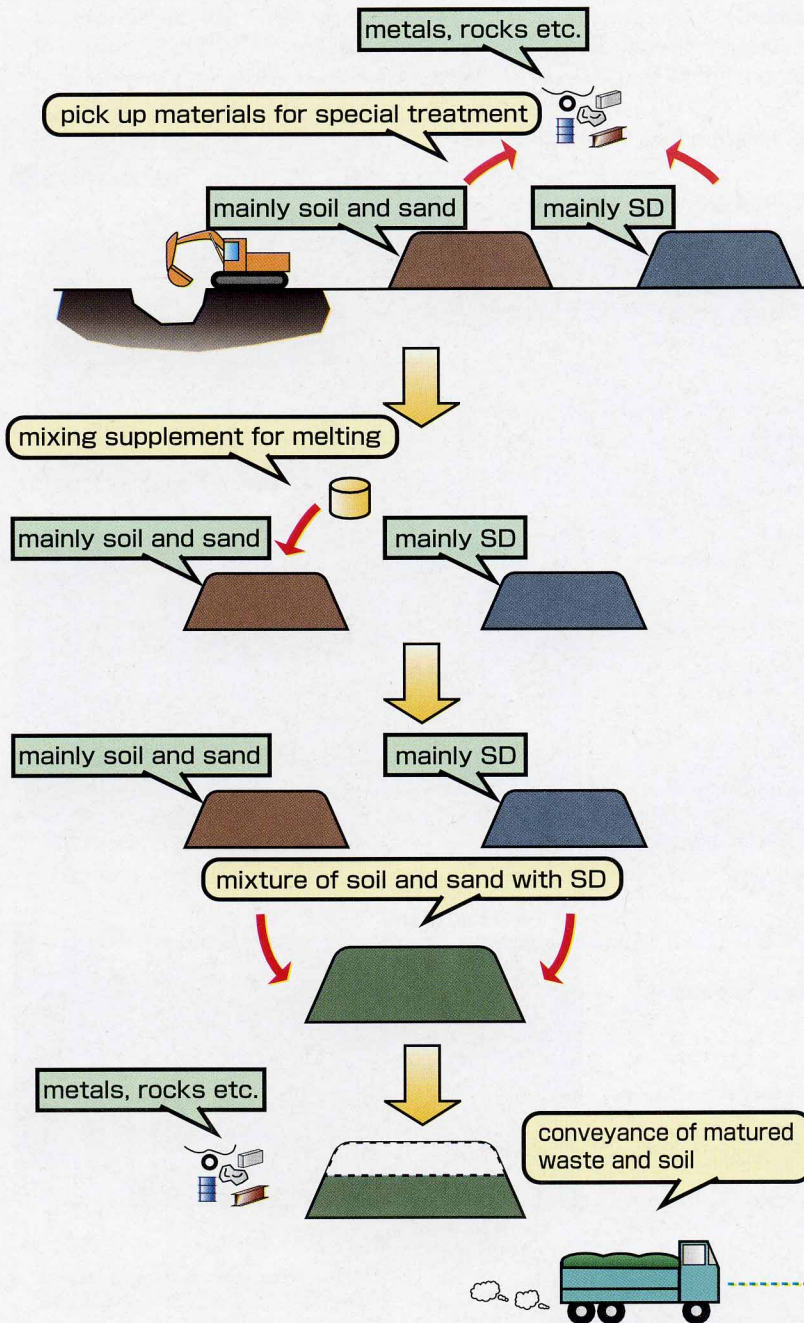 metals, rocks etc.
pick up materials for special treatment
mainly soil and sand
mainly SD
mixing supplement for melting
mainly soil and sand
mainly SD
mainly soil and sand
mainly SD
mixture of soil and sand with SD
metals, rocks etc.
conveyance of matured
waste and soil